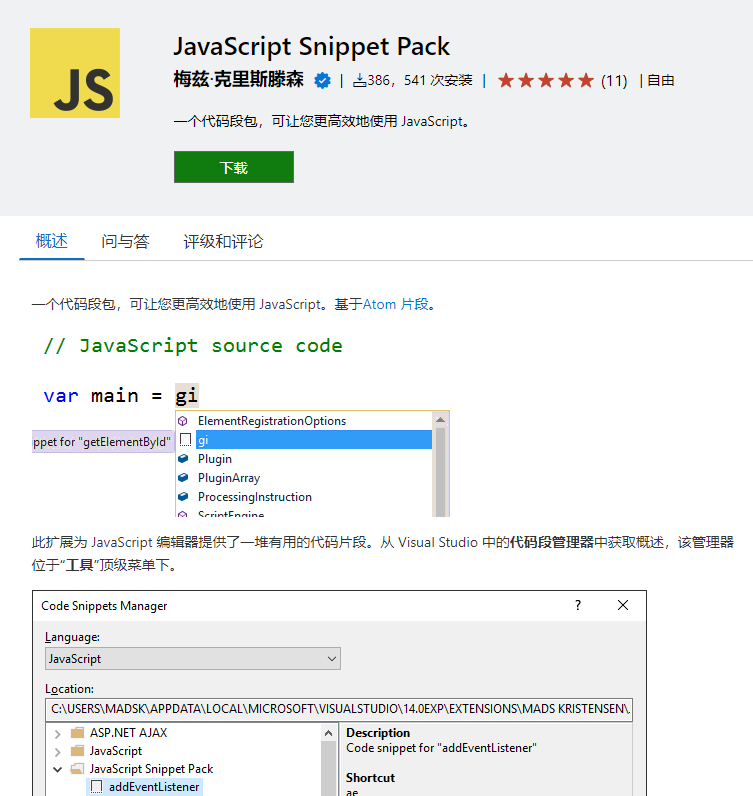 JS
JavaScript Snippet Pack
梅兹·克里斯滕森 | 386，541 次安装 | (11) | 自由
一个代码段包，可让您更高效地使用 JavaScript。
下载
概述 问与答 评级和评论
一个代码段包，可让您更高效地使用 JavaScript。基于Atom 片段。
// JavaScript source code
var main = gi
ElementRegistrationOptions
ppet for "getElementById" gi
Plugin
PluginArray
ProcessingInstruction
ScriptEngine
此扩展为 JavaScript 编辑器提供了一堆有用的代码片段。从 Visual Studio 中的代码段管理器中获取概述，该管理器
位于“工具”顶级菜单下。
Code Snippets Manager ? ×
Language:
JavaScript
Location:
C:\USERS\MADSK\APPDATA\LOCAL\MICROSOFT\VISUALSTUDIO\14.0EXP\EXTENSIONS\MADS KRISTENSEN\
ASP.NET AJAX
JavaScript
JavaScript Snippet Pack
addEventListener
Description
Code snippet for "addEventListener"
Shortcut
ae